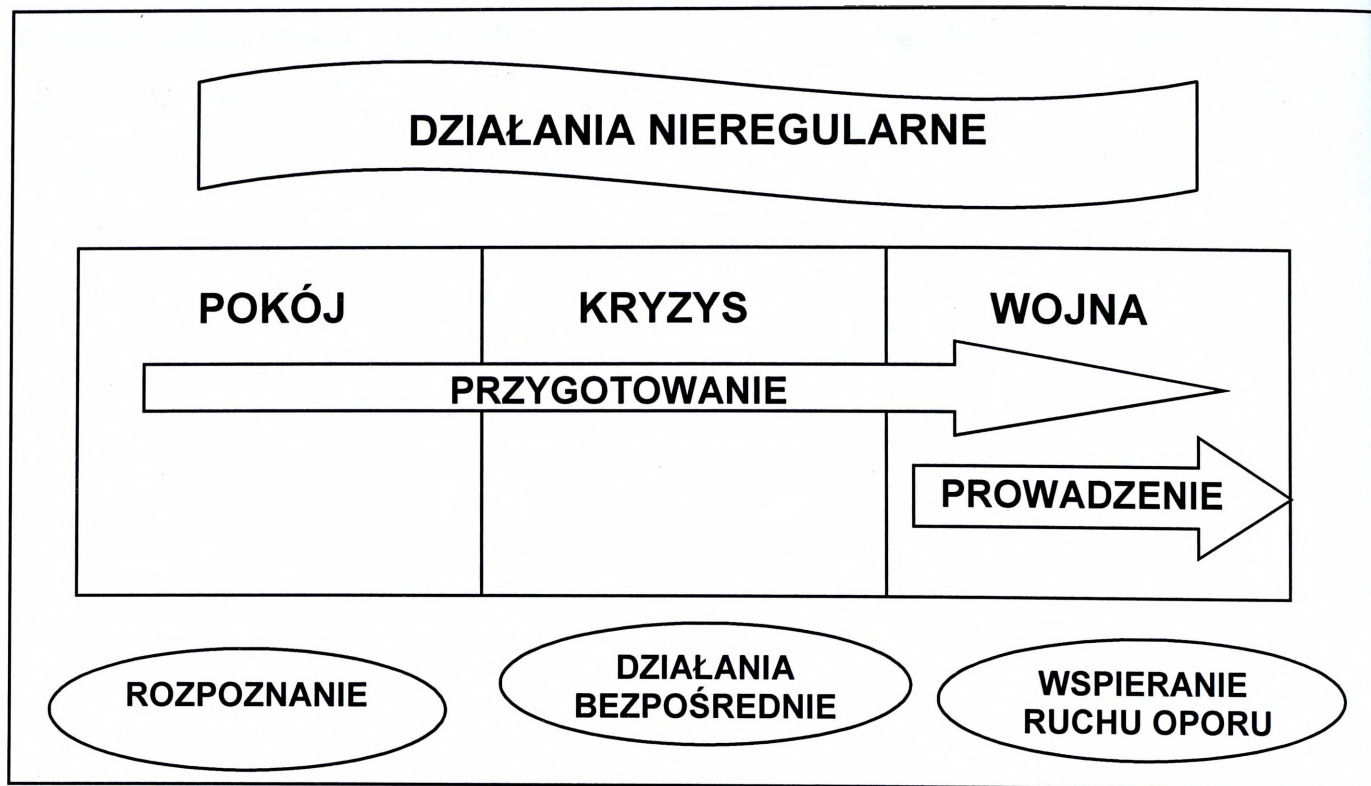 DZIAŁANIA NIEREGULARNE
POKÓJ
KRYZYS
WOJNA
PRZYGOTOWANIE
PROWADZENIE
ROZPOZNANIE
DZIAŁANIA
BEZPOŚREDNIE
WSPIERANIE
RUCHU OPORU